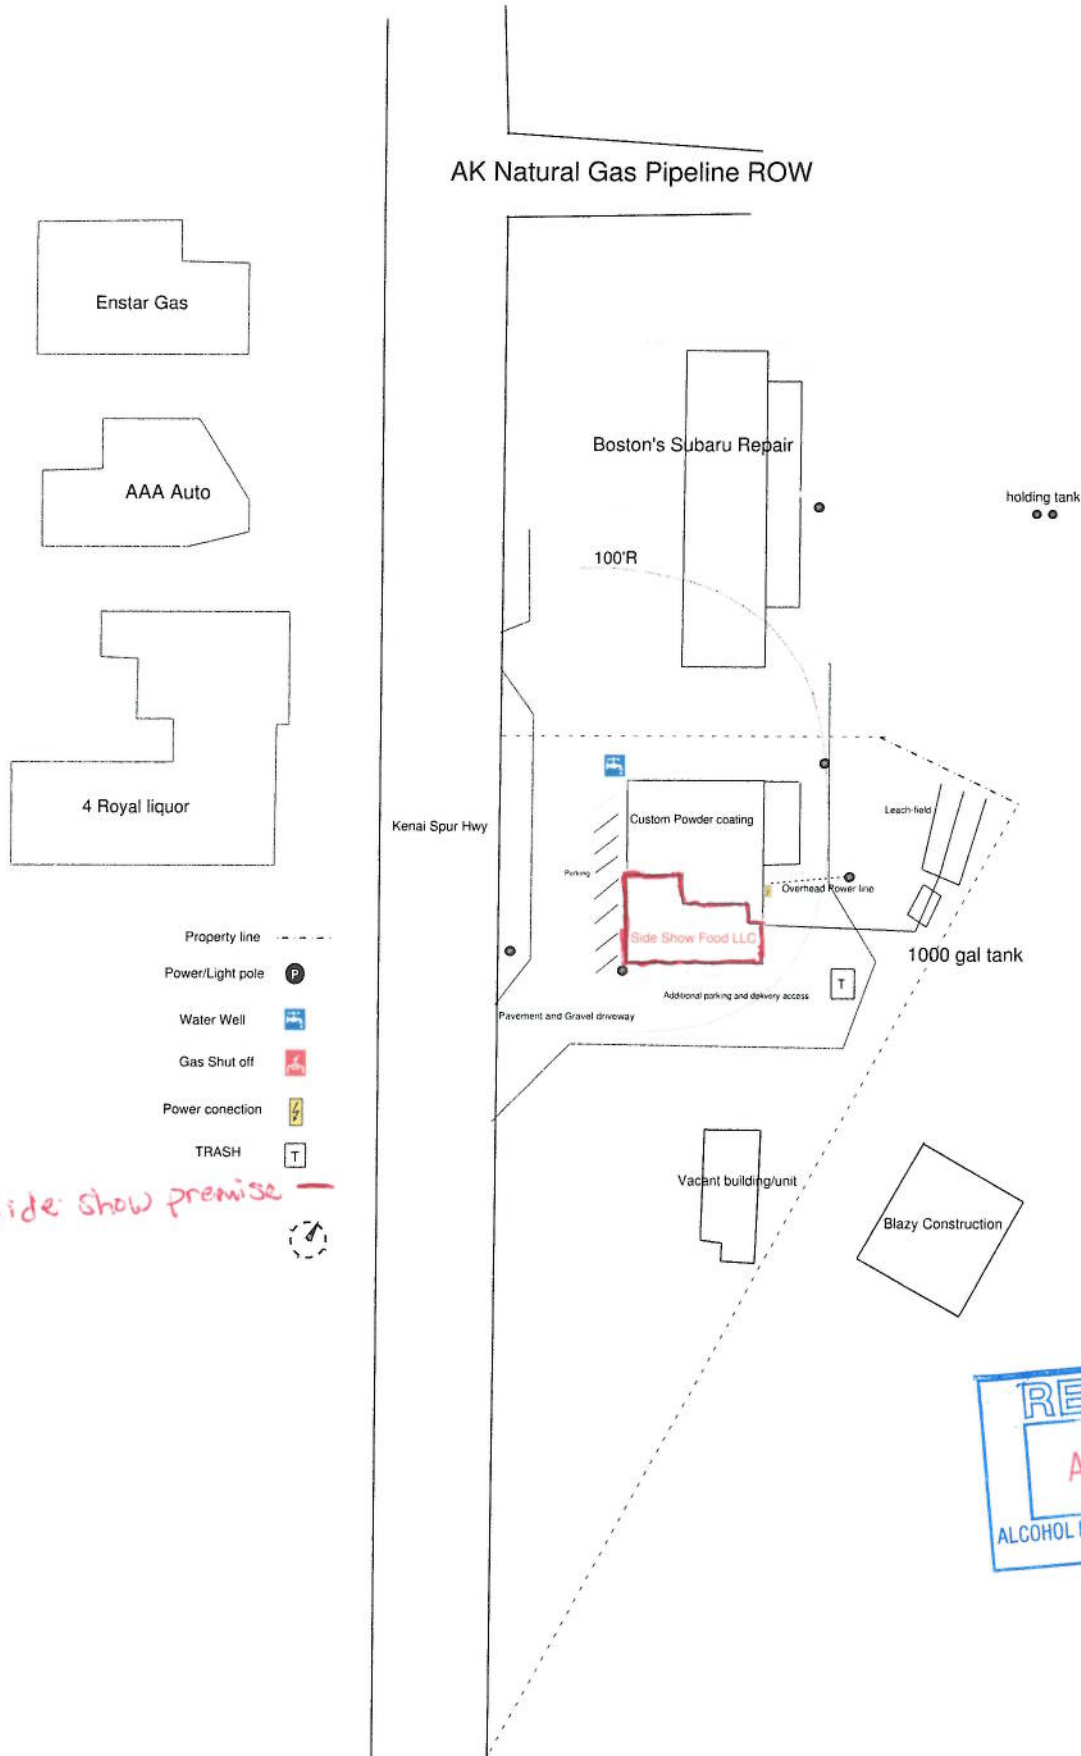 AK Natural Gas Pipeline ROW
Enstar Gas
Boston's Subaru Repair
AAA Auto
holding tank
100'R
4 Royal liquor
Kenai Spur Hwy
Custom Powder coating
Leach-field
Parking
Overhead Power line
Side Show Food LLC
1000 gal tank
T
Additional parking and delivery access
Pavement and Gravel driveway
Property line
Power/Light pole P
Water Well
Gas Shut off
Power conection
TRASH T
ide show premise
Vacant building/unit
Blazy Construction
RE
A
ALCOHOL